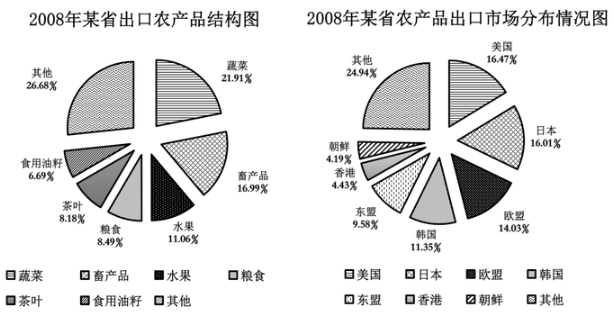 2008年某省出口农产品结构图
其他
26.68%
蔬菜
21.91%
畜产品
16.99%
水果
11.06%
粮食
8.49%
茶叶
8.18%
食用油籽
6.69%
蔬菜 畜产品 水果 粮食
茶叶 食用油籽 其他
2008年某省农产品出口市场分布情况图
其他
24.94%
美国
16.47%
日本
16.01%
欧盟
14.03%
韩国
11.35%
东盟
9.58%
香港
4.43%
朝鲜
4.19%
美国 日本 欧盟 韩国
东盟 香港 朝鲜 其他